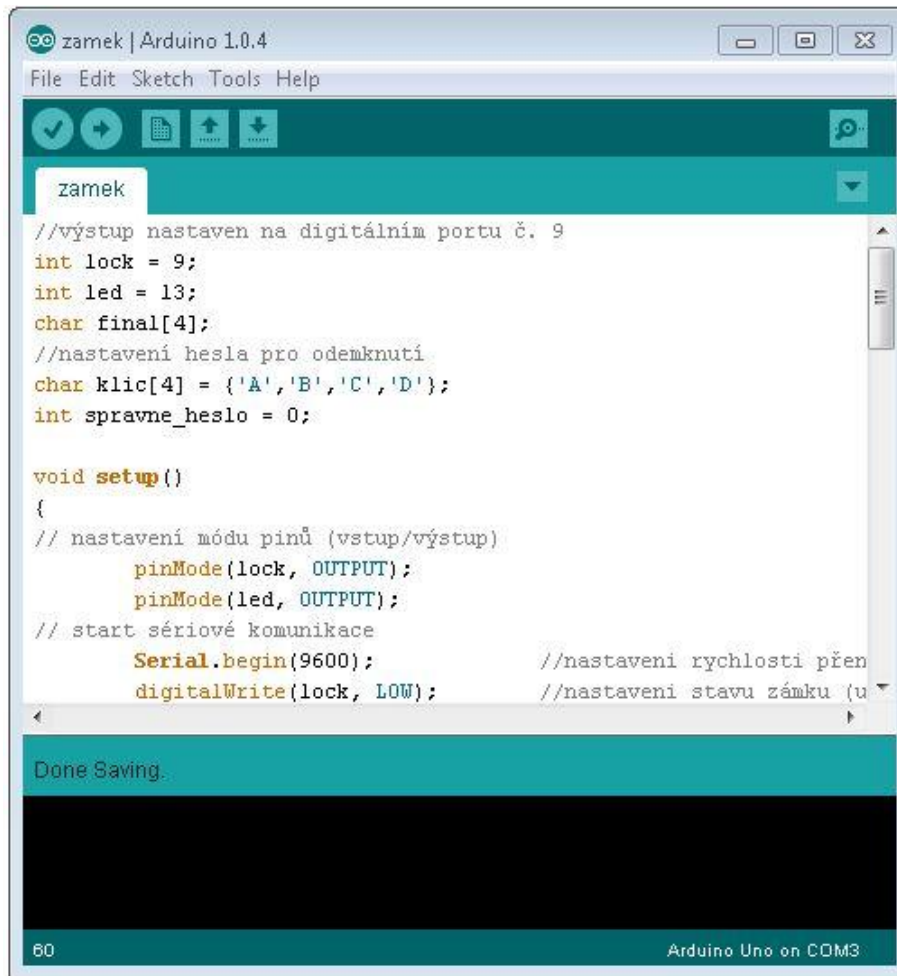 zamek | Arduino 1.0.4
File Edit Sketch Tools Help
zamek
//výstup nastaven na digitálním portu č. 9
int lock = 9;
int led = 13;
char final[4];
//nastavení hesla pro odemknutí
char klic[4] = {'A','B','C','D'};
int spravne_heslo = 0;
void setup()
{
// nastavení módu pinů (vstup/výstup)
pinMode(lock, OUTPUT);
pinMode(led, OUTPUT);
// start sériové komunikace
Serial.begin(9600); //nastaveni rychlosti přen
digitalWrite(lock, LOW); //nastaveni stavu zámku (u
Done Saving.
60 Arduino Uno on COM3